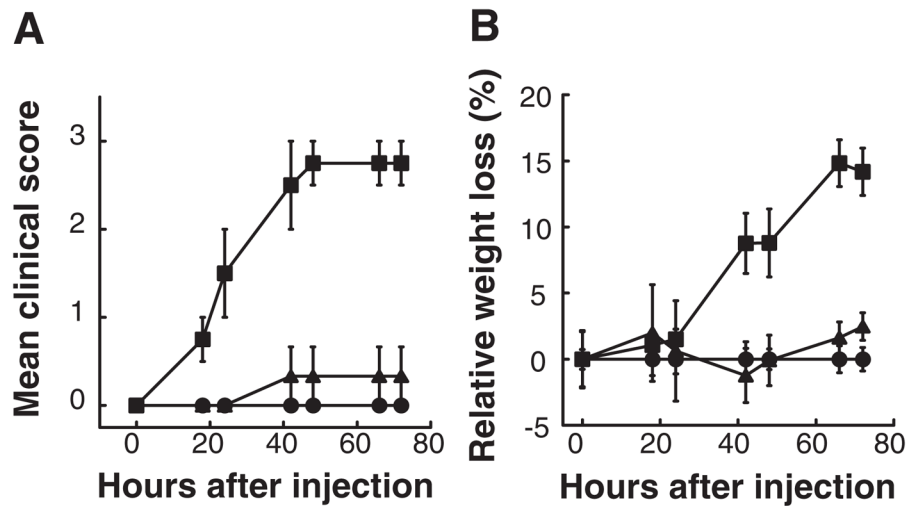 A
Mean clinical score
3
2
1
0
0 20 40 60 80
Hours after injection
B
Relative weight loss (%)
20
15
10
5
0
-5
0 20 40 60 80
Hours after injection